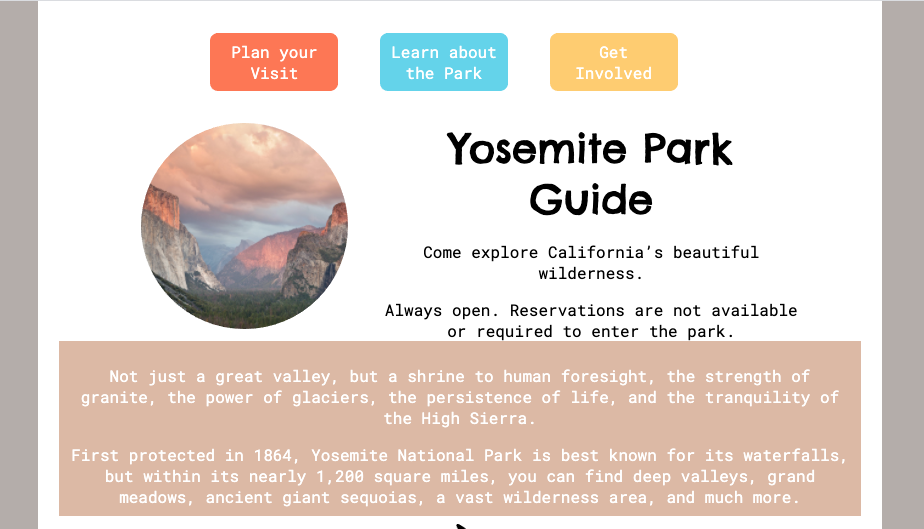 Plan your
Visit
Learn about
the Park
Get
Involved
Yosemite Park
Guide
Come explore California’s beautiful
wilderness.
Always open. Reservations are not available
or required to enter the park.
Not just a great valley, but a shrine to human foresight, the strength of
granite, the power of glaciers, the persistence of life, and the tranquility of
the High Sierra.
First protected in 1864, Yosemite National Park is best known for its waterfalls,
but within its nearly 1,200 square miles, you can find deep valleys, grand
meadows, ancient giant sequoias, a vast wilderness area, and much more.